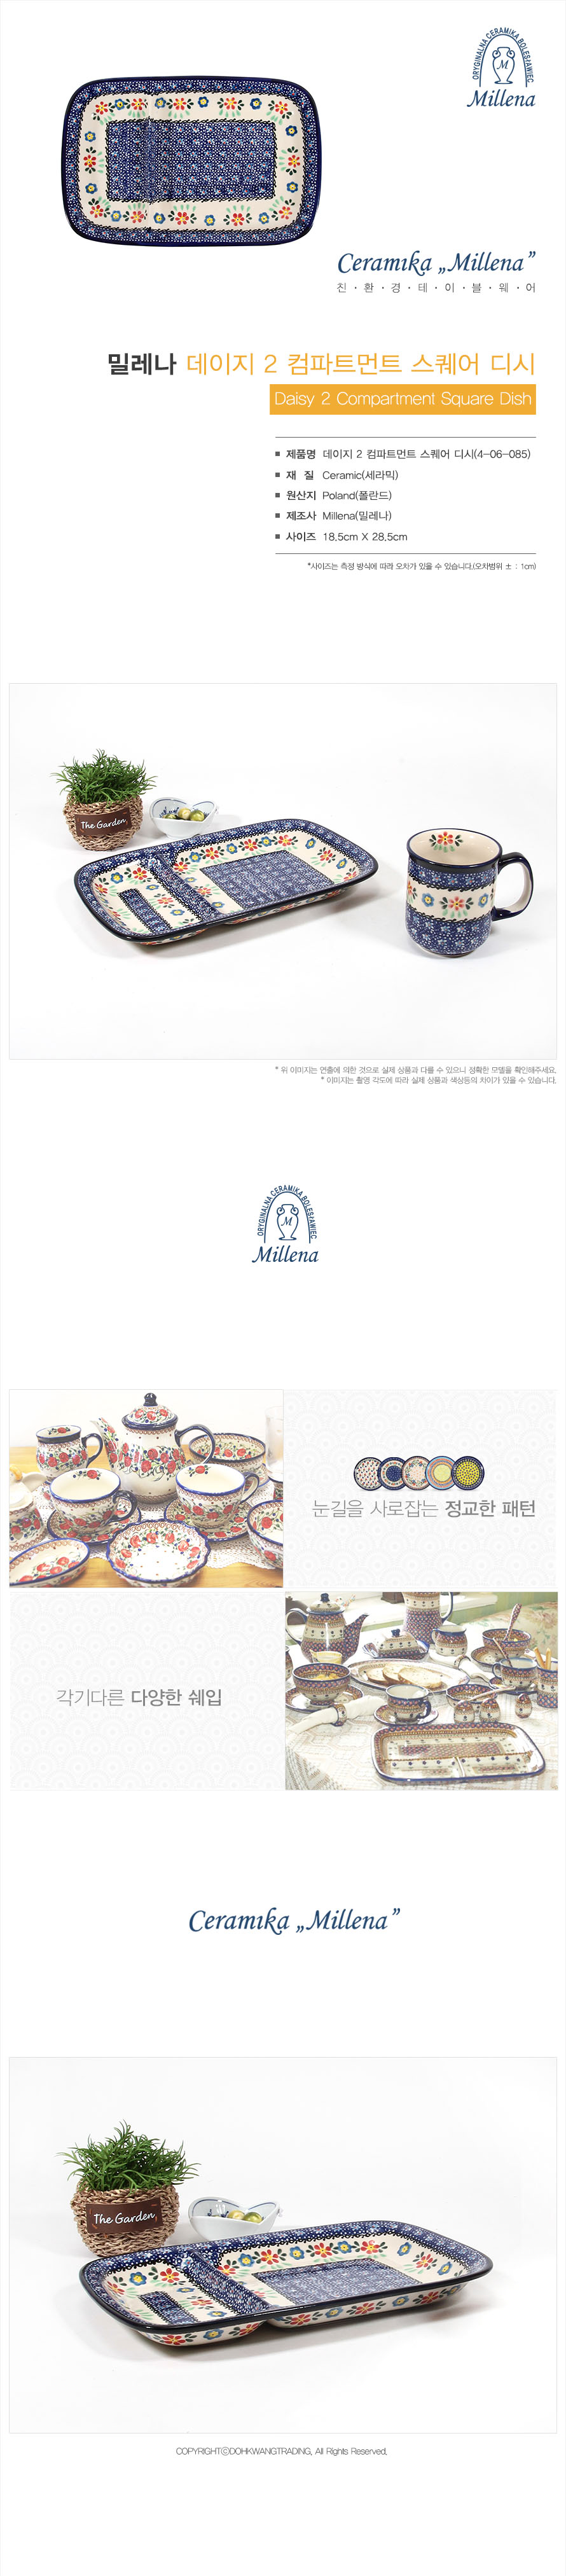 ORYGINALNA CERAMIKA BOLESŁAWIEC
M
Millena
Ceramika „Millena”
친·환·경·테·이·블·웨·어
밀레나 데이지 2 컴파트먼트 스퀘어 디시
Daisy 2 Compartment Square Dish
제품명 데이지 2 컴파트먼트 스퀘어 디시(4-06-085)
재 질 Ceramic(세라믹)
원산지 Poland(폴란드)
제조사 Millena(밀레나)
사이즈 18.5cm X 28.5cm
*사이즈는 측정 방식에 따라 오차가 있을 수 있습니다.(오차범위 ± : 1cm)
The Garden,
* 위 이미지는 연출에 의한 것으로 실제 상품과 다를 수 있으니 정확한 모델을 확인해주세요.
* 이미지는 촬영 각도에 따라 실제 상품과 색상등의 차이가 있을 수 있습니다.
ORYGINALNA CERAMIKA BOLESŁAWIEC
M
Millena
눈길을 사로잡는 정교한 패턴
각기다른 다양한 쉐입
Ceramika „Millena”
The Garden,
COPYRIGHTⓒDOHKWANGTRADING, All Rights Reserved.